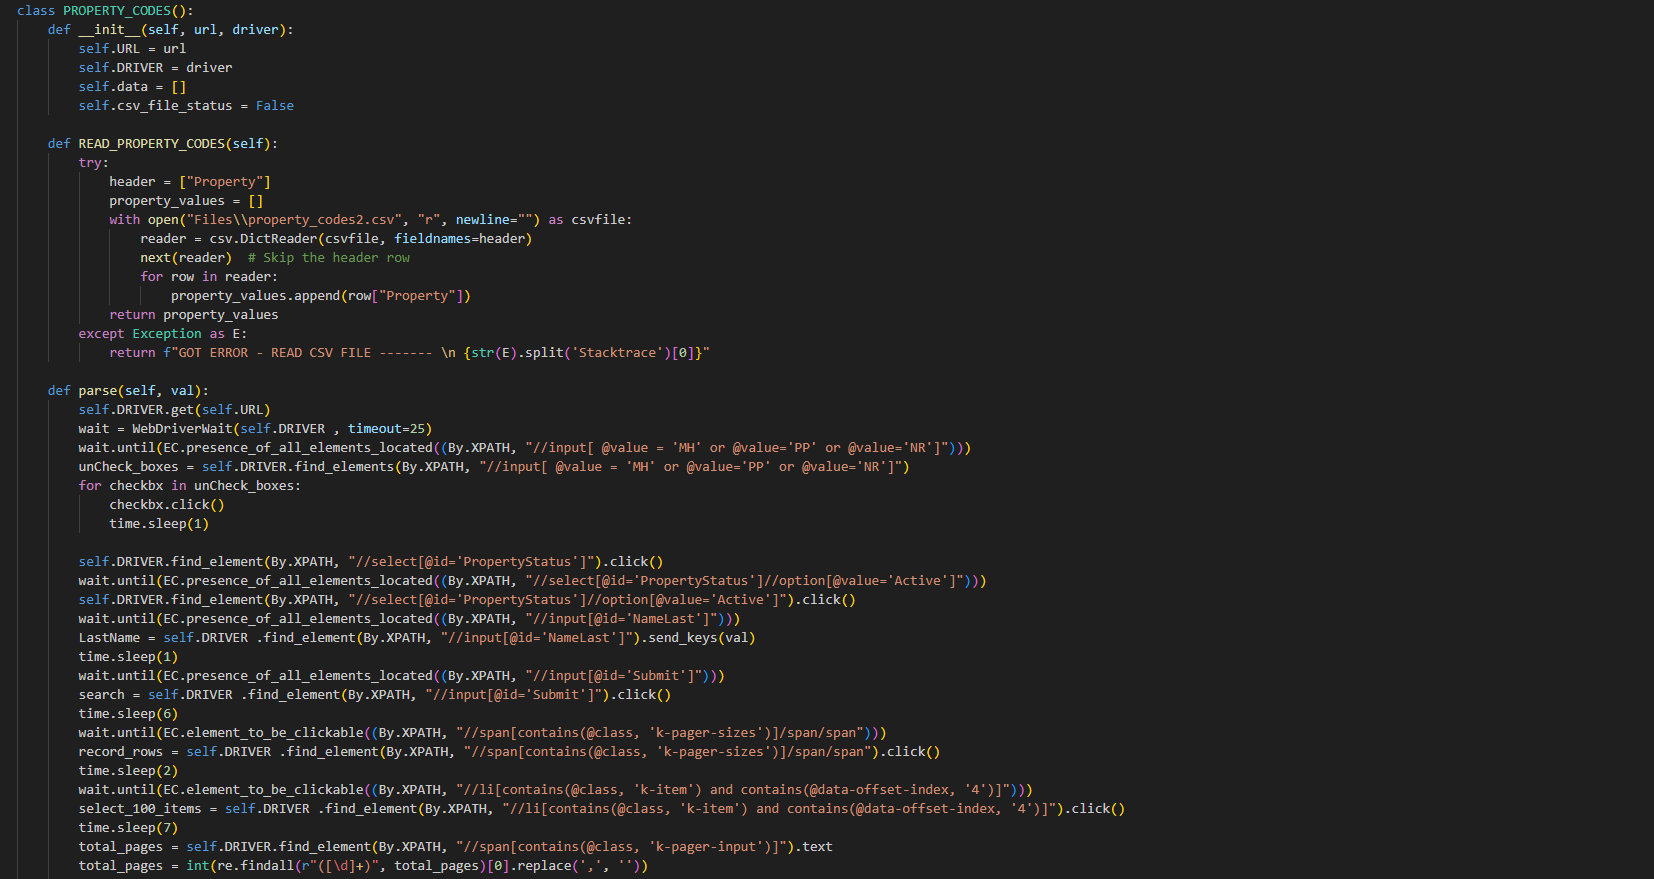 class PROPERTY_CODES():
def __init__(self, url, driver):
self.URL = url
self.DRIVER = driver
self.data = []
self.csv_file_status = False
def READ_PROPERTY_CODES(self):
try:
header = ["Property"]
property_values = []
with open("Files\\property_codes2.csv", "r", newline="") as csvfile:
reader = csv.DictReader(csvfile, fieldnames=header)
next(reader)  # Skip the header row
for row in reader:
property_values.append(row["Property"])
return property_values
except Exception as E:
return f"GOT ERROR - READ CSV FILE ------- \n {str(E).split('Stacktrace')[0]}"
def parse(self, val):
self.DRIVER.get(self.URL)
wait = WebDriverWait(self.DRIVER , timeout=25)
wait.until(EC.presence_of_all_elements_located((By.XPATH, "//input[ @value = 'MH' or @value='PP' or @value='NR']")))
unCheck_boxes = self.DRIVER.find_elements(By.XPATH, "//input[ @value = 'MH' or @value='PP' or @value='NR']")
for checkbx in unCheck_boxes:
checkbx.click()
time.sleep(1)
self.DRIVER.find_element(By.XPATH, "//select[@id='PropertyStatus']").click()
wait.until(EC.presence_of_all_elements_located((By.XPATH, "//select[@id='PropertyStatus']//option[@value='Active']")))
self.DRIVER.find_element(By.XPATH, "//select[@id='PropertyStatus']//option[@value='Active']").click()
wait.until(EC.presence_of_all_elements_located((By.XPATH, "//input[@id='NameLast']")))
LastName = self.DRIVER .find_element(By.XPATH, "//input[@id='NameLast']").send_keys(val)
time.sleep(1)
wait.until(EC.presence_of_all_elements_located((By.XPATH, "//input[@id='Submit']")))
search = self.DRIVER .find_element(By.XPATH, "//input[@id='Submit']").click()
time.sleep(6)
wait.until(EC.element_to_be_clickable((By.XPATH, "//span[contains(@class, 'k-pager-sizes')]/span/span")))
record_rows = self.DRIVER .find_element(By.XPATH, "//span[contains(@class, 'k-pager-sizes')]/span/span").click()
time.sleep(2)
wait.until(EC.element_to_be_clickable((By.XPATH, "//li[contains(@class, 'k-item') and contains(@data-offset-index, '4')]")))
select_100_items = self.DRIVER .find_element(By.XPATH, "//li[contains(@class, 'k-item') and contains(@data-offset-index, '4')]").click()
time.sleep(7)
total_pages = self.DRIVER.find_element(By.XPATH, "//span[contains(@class, 'k-pager-input')]").text
total_pages = int(re.findall(r"([\d]+)", total_pages)[0].replace(',', ''))